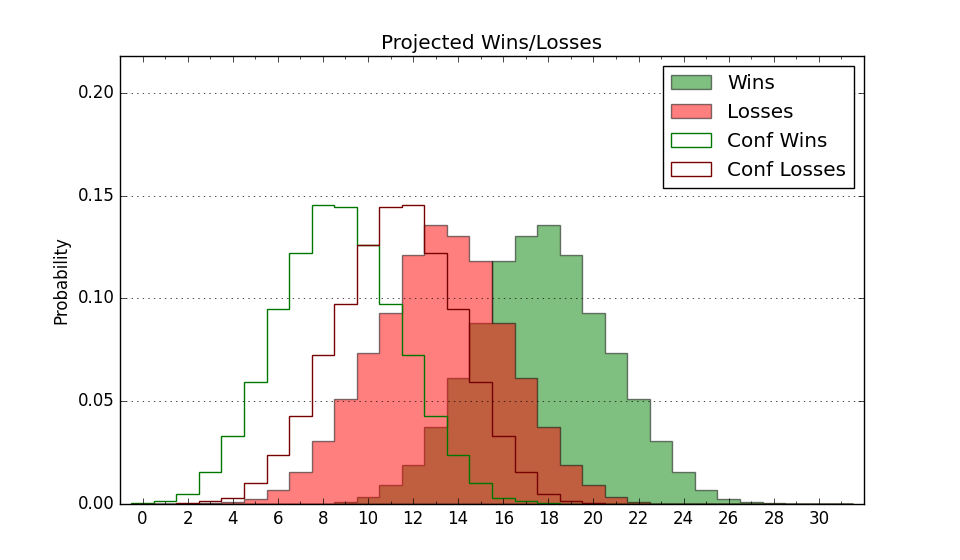 Projected Wins/Losses
Wins
Losses
Conf Wins
Conf Losses
Probability
0.20
0.15
0.10
0.05
0.00
0 2 4 6 8 10 12 14 16 18 20 22 24 26 28 30